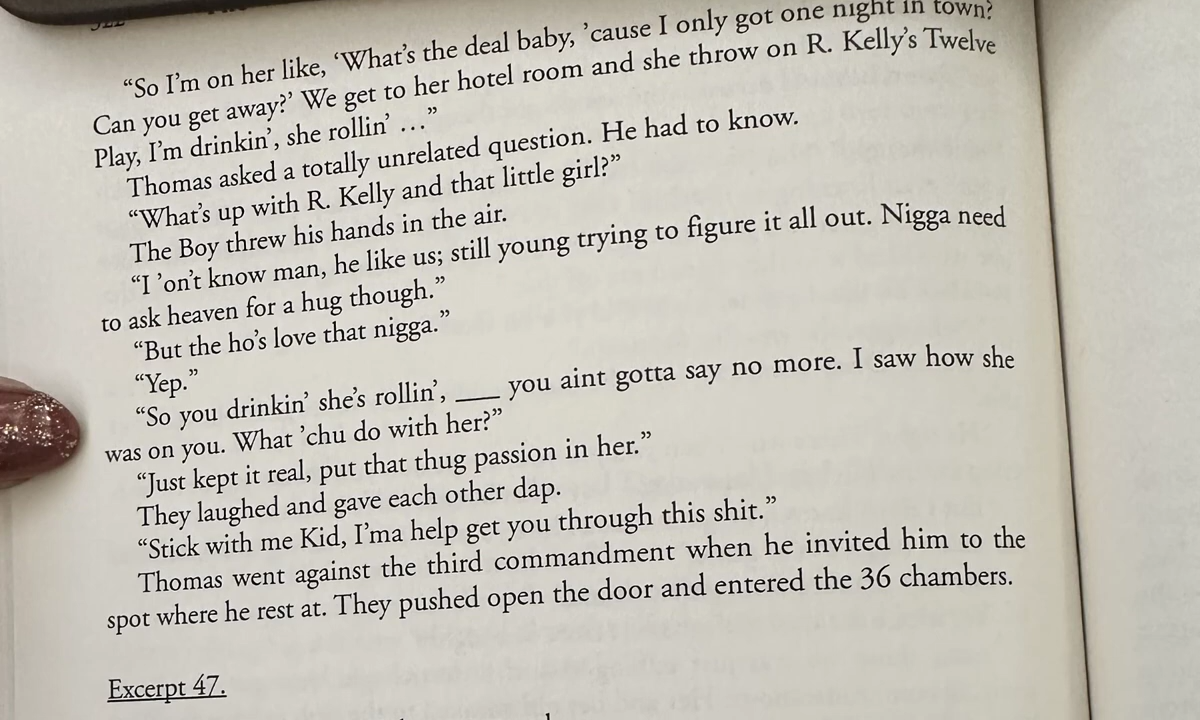 “So I’m on her like, ‘What’s the deal baby, ’cause I only got one night in town?
Can you get away?’ We get to her hotel room and she throw on R. Kelly’s Twelve
Play, I’m drinkin’, she rollin’ …”
Thomas asked a totally unrelated question. He had to know.
“What’s up with R. Kelly and that little girl?”
The Boy threw his hands in the air.
“I ’on’t know man, he like us; still young trying to figure it all out. Nigga need
to ask heaven for a hug though.”
“But the ho’s love that nigga.”
“Yep.”
“So you drinkin’ she’s rollin’, ___ you aint gotta say no more. I saw how she
was on you. What ’chu do with her?”
“Just kept it real, put that thug passion in her.”
They laughed and gave each other dap.
“Stick with me Kid, I’ma help get you through this shit.”
Thomas went against the third commandment when he invited him to the
spot where he rest at. They pushed open the door and entered the 36 chambers.
Excerpt 47.